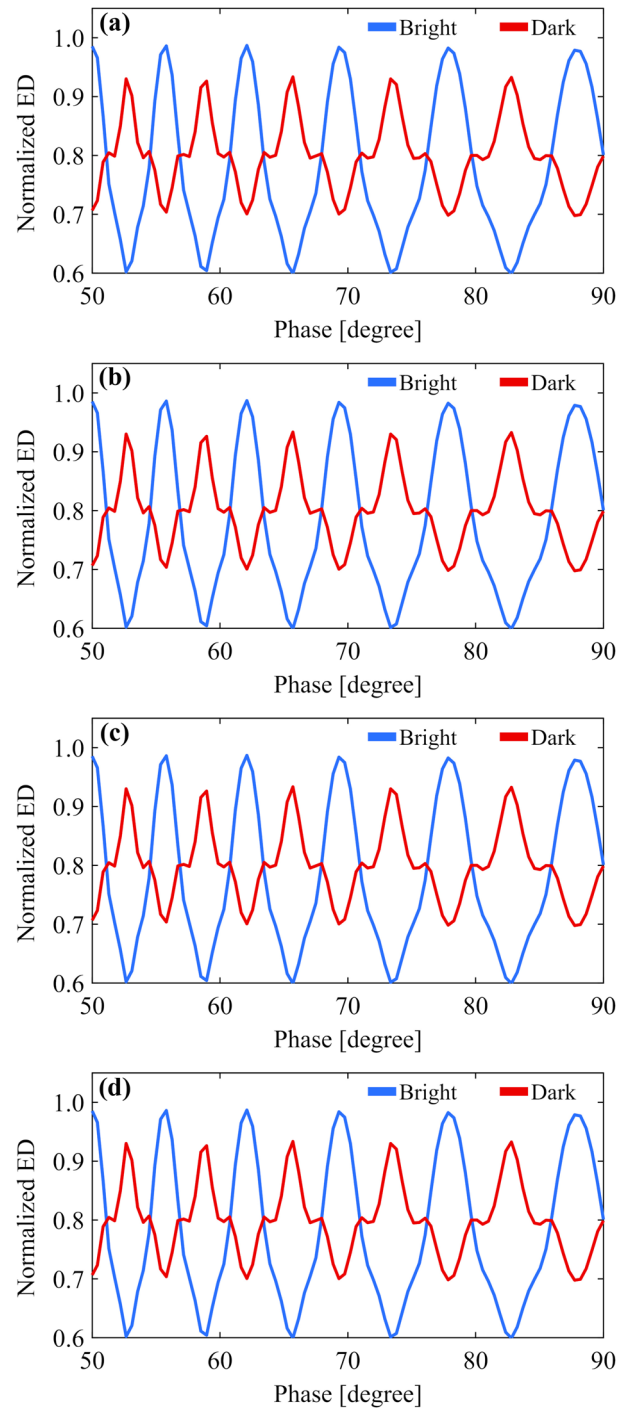 (a) Bright Dark
1.0
0.9
0.8
0.7
0.6
Normalized ED
50 60 70 80 90
Phase [degree]
(b) Bright Dark
1.0
0.9
0.8
0.7
0.6
Normalized ED
50 60 70 80 90
Phase [degree]
(c) Bright Dark
1.0
0.9
0.8
0.7
0.6
Normalized ED
50 60 70 80 90
Phase [degree]
(d) Bright Dark
1.0
0.9
0.8
0.7
0.6
Normalized ED
50 60 70 80 90
Phase [degree]